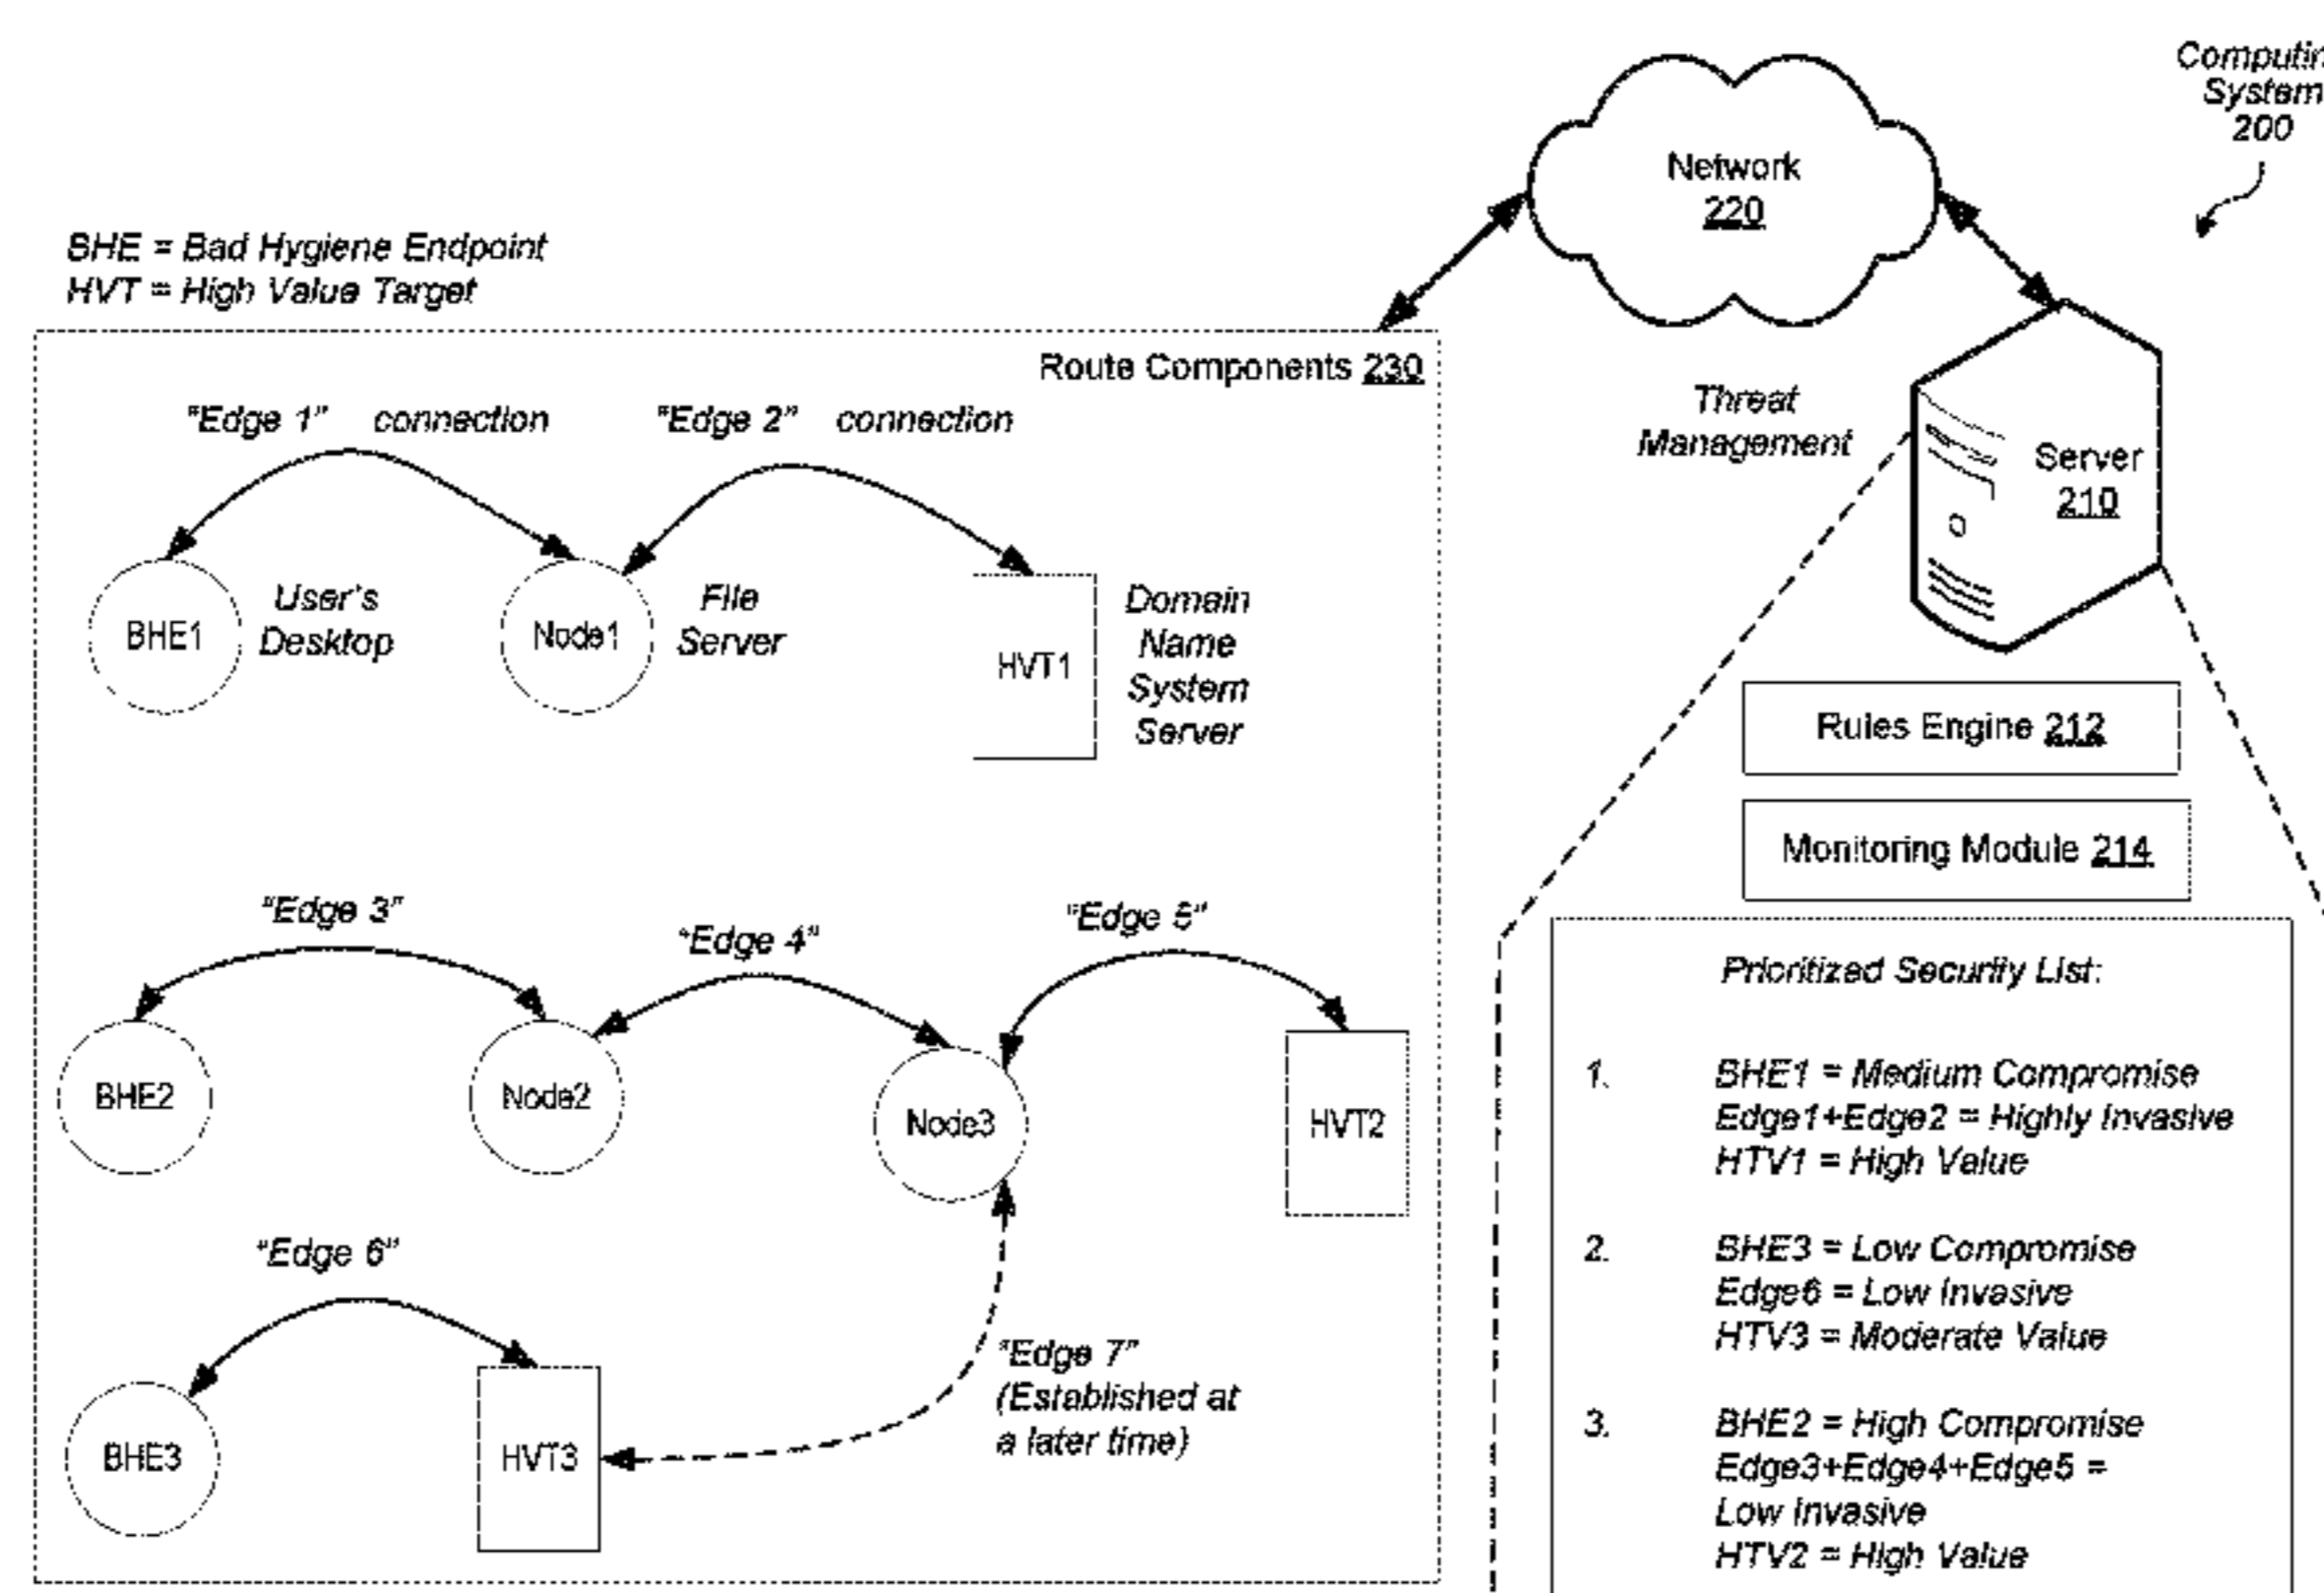 Computin
System
200
Network
220
BHE = Bad Hygiene Endpoint
HVT = High Value Target
Route Components 230
"Edge 1" connection
"Edge 2" connection
Threat
Management
Server
210
BHE1
User's
Desktop
Node1
File
Server
HVT1
Domain
Name
System
Server
Rules Engine 212
Monitoring Module 214
"Edge 3"
"Edge 4"
"Edge 5"
BHE2
Node2
Node3
HVT2
"Edge 6"
BHE3
HVT3
"Edge 7"
(Established at
a later time)
Prioritized Security List:
1. BHE1 = Medium Compromise
Edge1+Edge2 = Highly Invasive
HTV1 = High Value
2. BHE3 = Low Compromise
Edge6 = Low Invasive
HTV3 = Moderate Value
3. BHE2 = High Compromise
Edge3+Edge4+Edge5 =
Low Invasive
HTV2 = High Value